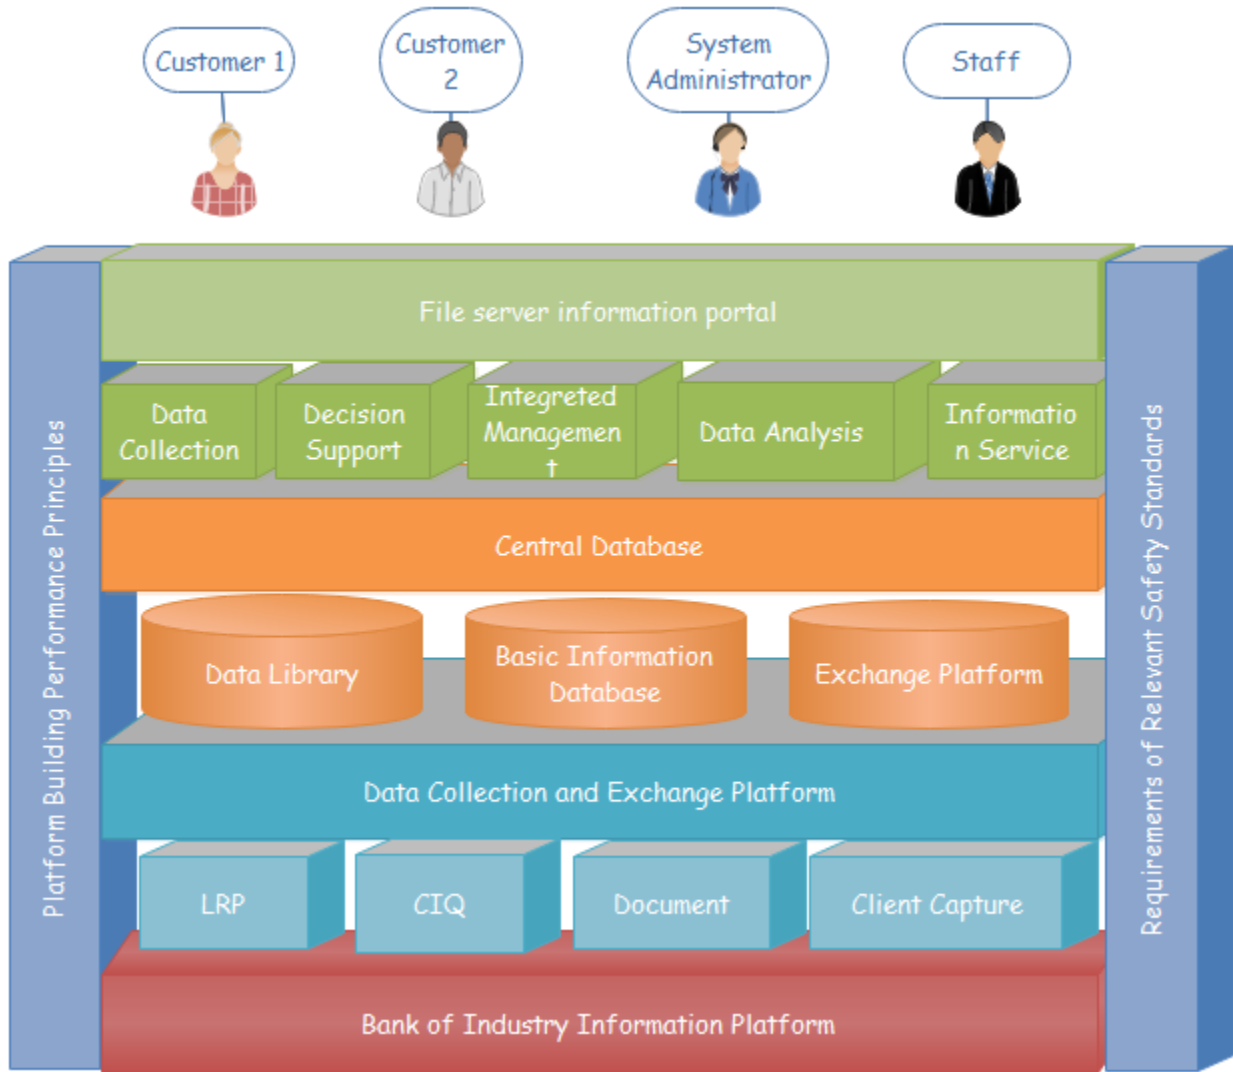 Customer 1
Customer
2
System
Administrator
Staff
File server information portal
Data
Collection
Decision
Support
Integreted
Managemen
t
Data Analysis
Informatio
n Service
Central Database
Data Library
Basic Information
Database
Exchange Platform
Data Collection and Exchange Platform
LRP
CIQ
Document
Client Capture
Bank of Industry Information Platform
Platform Building Performance Principles
Requirements of Relevant Safety Standards